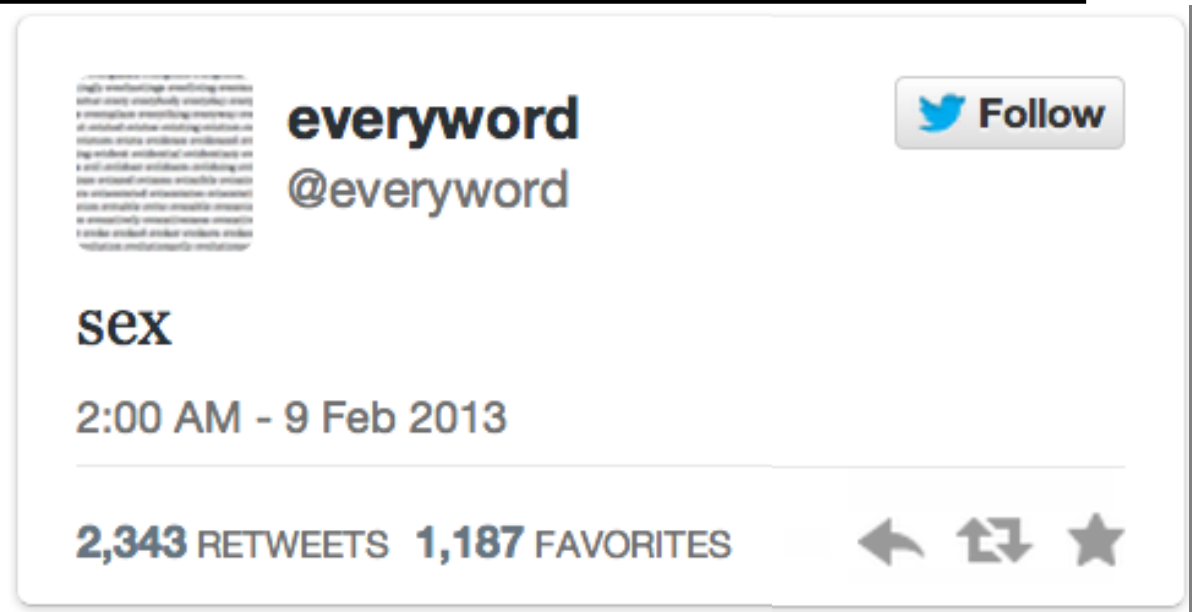 everyword
@everyword
Follow
sex
2:00 AM - 9 Feb 2013
2,343 RETWEETS 1,187 FAVORITES